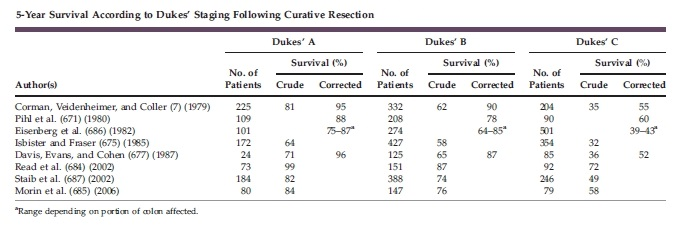 5-Year Survival According to Dukes' Staging Following Curative Resection
Dukes' A Dukes' B Dukes' C
Survival (%) Survival (%) Survival (%)
Author(s) No. of Patients Crude Corrected No. of Patients Crude Corrected No. of Patients Crude Corrected
Corman, Veidenheimer, and Coller (7) (1979) 225 81 95 332 62 90 204 35 55
Pihl et al. (671) (1980) 109 88 208 78 90 60
Eisenberg et al. (686) (1982) 101 75–87a 274 64–85a 501 39–43a
Isbister and Fraser (675) (1985) 172 64 427 58 354 32
Davis, Evans, and Cohen (677) (1987) 24 71 96 125 65 87 85 36 52
Read et al. (684) (2002) 73 99 151 87 92 72
Staib et al. (687) (2002) 184 82 388 74 246 49
Morin et al. (685) (2006) 80 84 147 76 79 58
aRange depending on portion of colon affected.